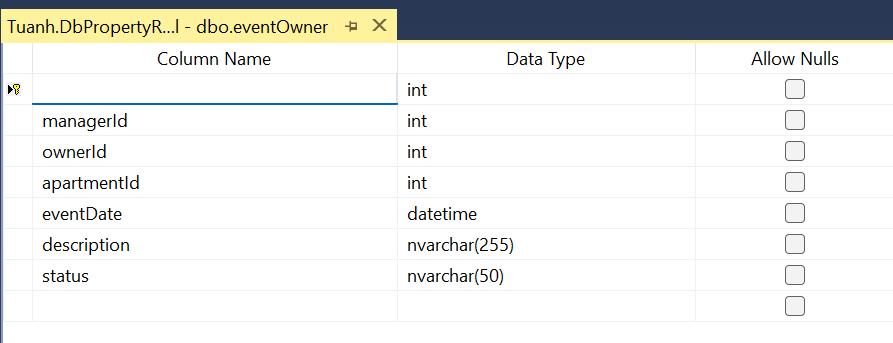 Tuanh.DbPropertyR...l - dbo.eventOwner
Column Name Data Type Allow Nulls
int
managerId int
ownerId int
apartmentId int
eventDate datetime
description nvarchar(255)
status nvarchar(50)